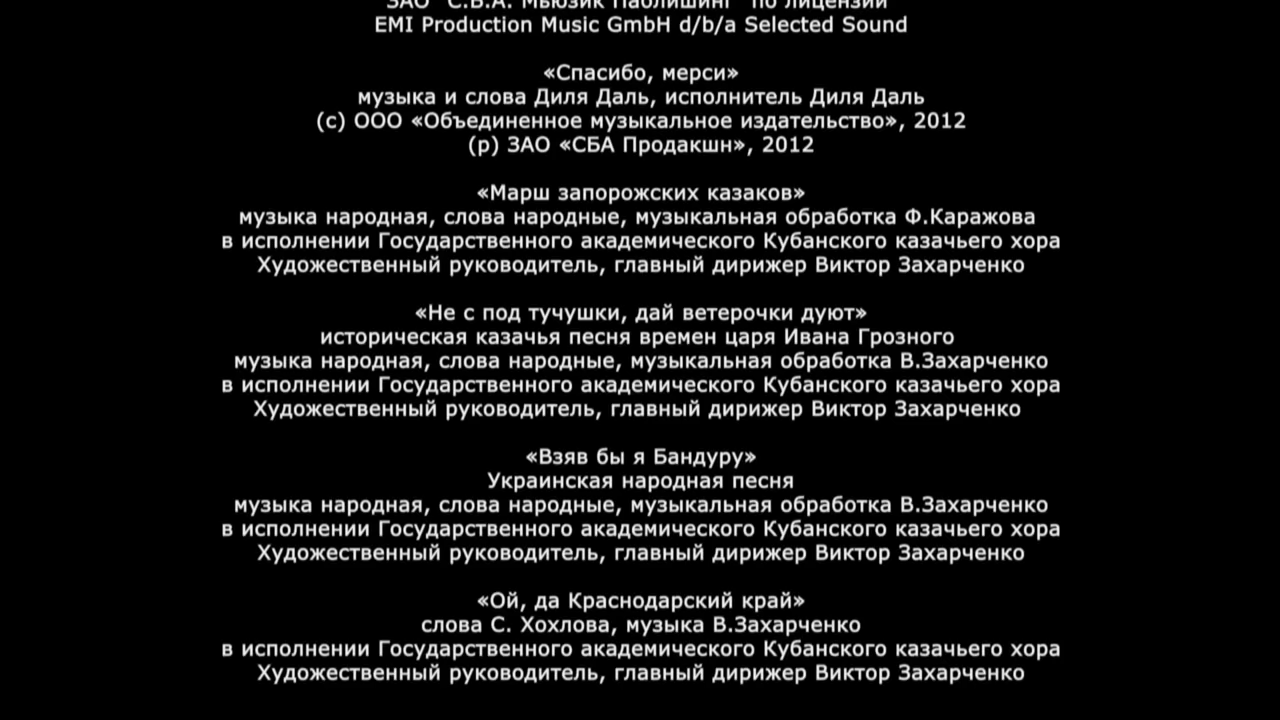 ЗАО "С.Б.А. Мьюзик Паблишинг" по лицензии
EMI Production Music GmbH d/b/a Selected Sound
«Спасибо, мерси»
музыка и слова Диля Даль, исполнитель Диля Даль
(с) ООО «Объединенное музыкальное издательство», 2012
(р) ЗАО «СБА Продакшн», 2012
«Марш запорожских казаков»
музыка народная, слова народные, музыкальная обработка Ф.Каражова
в исполнении Государственного академического Кубанского казачьего хора
Художественный руководитель, главный дирижер Виктор Захарченко
«Не с под тучушки, дай ветерочки дуют»
историческая казачья песня времен царя Ивана Грозного
музыка народная, слова народные, музыкальная обработка В.Захарченко
в исполнении Государственного академического Кубанского казачьего хора
Художественный руководитель, главный дирижер Виктор Захарченко
«Взяв бы я Бандуру»
Украинская народная песня
музыка народная, слова народные, музыкальная обработка В.Захарченко
в исполнении Государственного академического Кубанского казачьего хора
Художественный руководитель, главный дирижер Виктор Захарченко
«Ой, да Краснодарский край»
слова С. Хохлова, музыка В.Захарченко
в исполнении Государственного академического Кубанского казачьего хора
Художественный руководитель, главный дирижер Виктор Захарченко